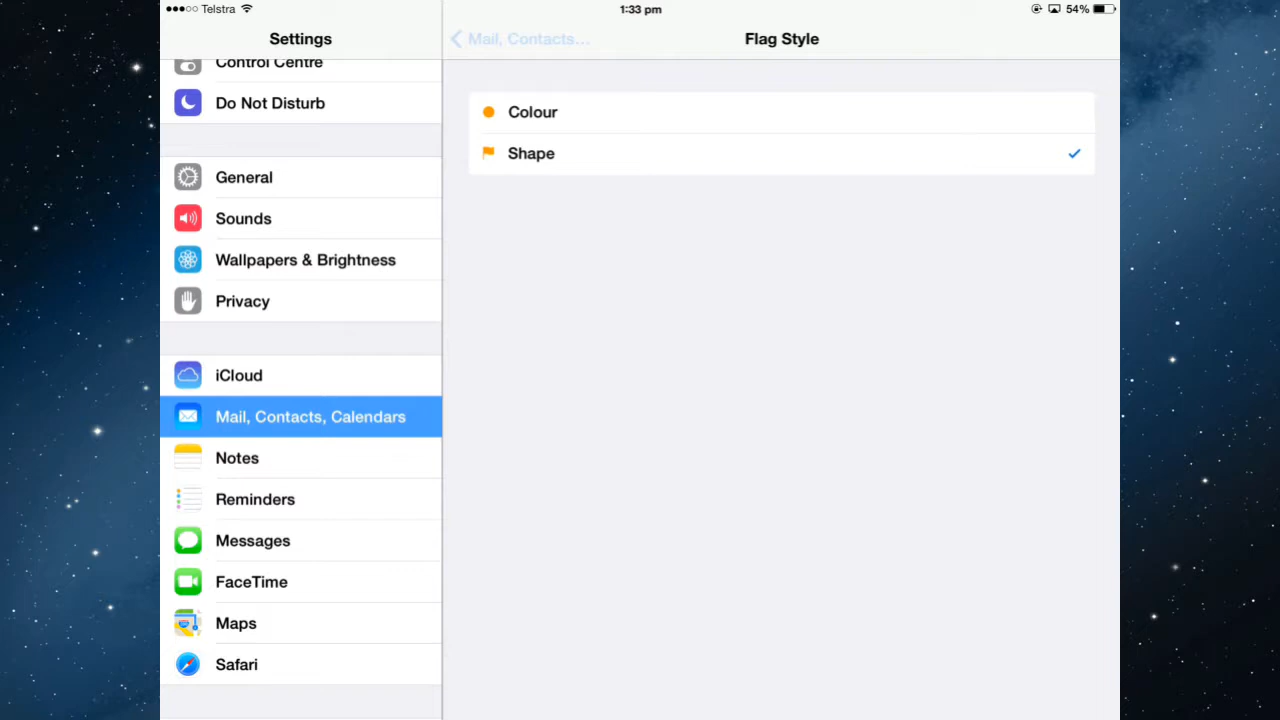 Telstra
1:33 pm
54%
Settings
Mail, Contacts...
Flag Style
Control Centre
Do Not Disturb
General
Sounds
Wallpapers & Brightness
Privacy
iCloud
Mail, Contacts, Calendars
Notes
Reminders
Messages
FaceTime
Maps
Safari
Colour
Shape